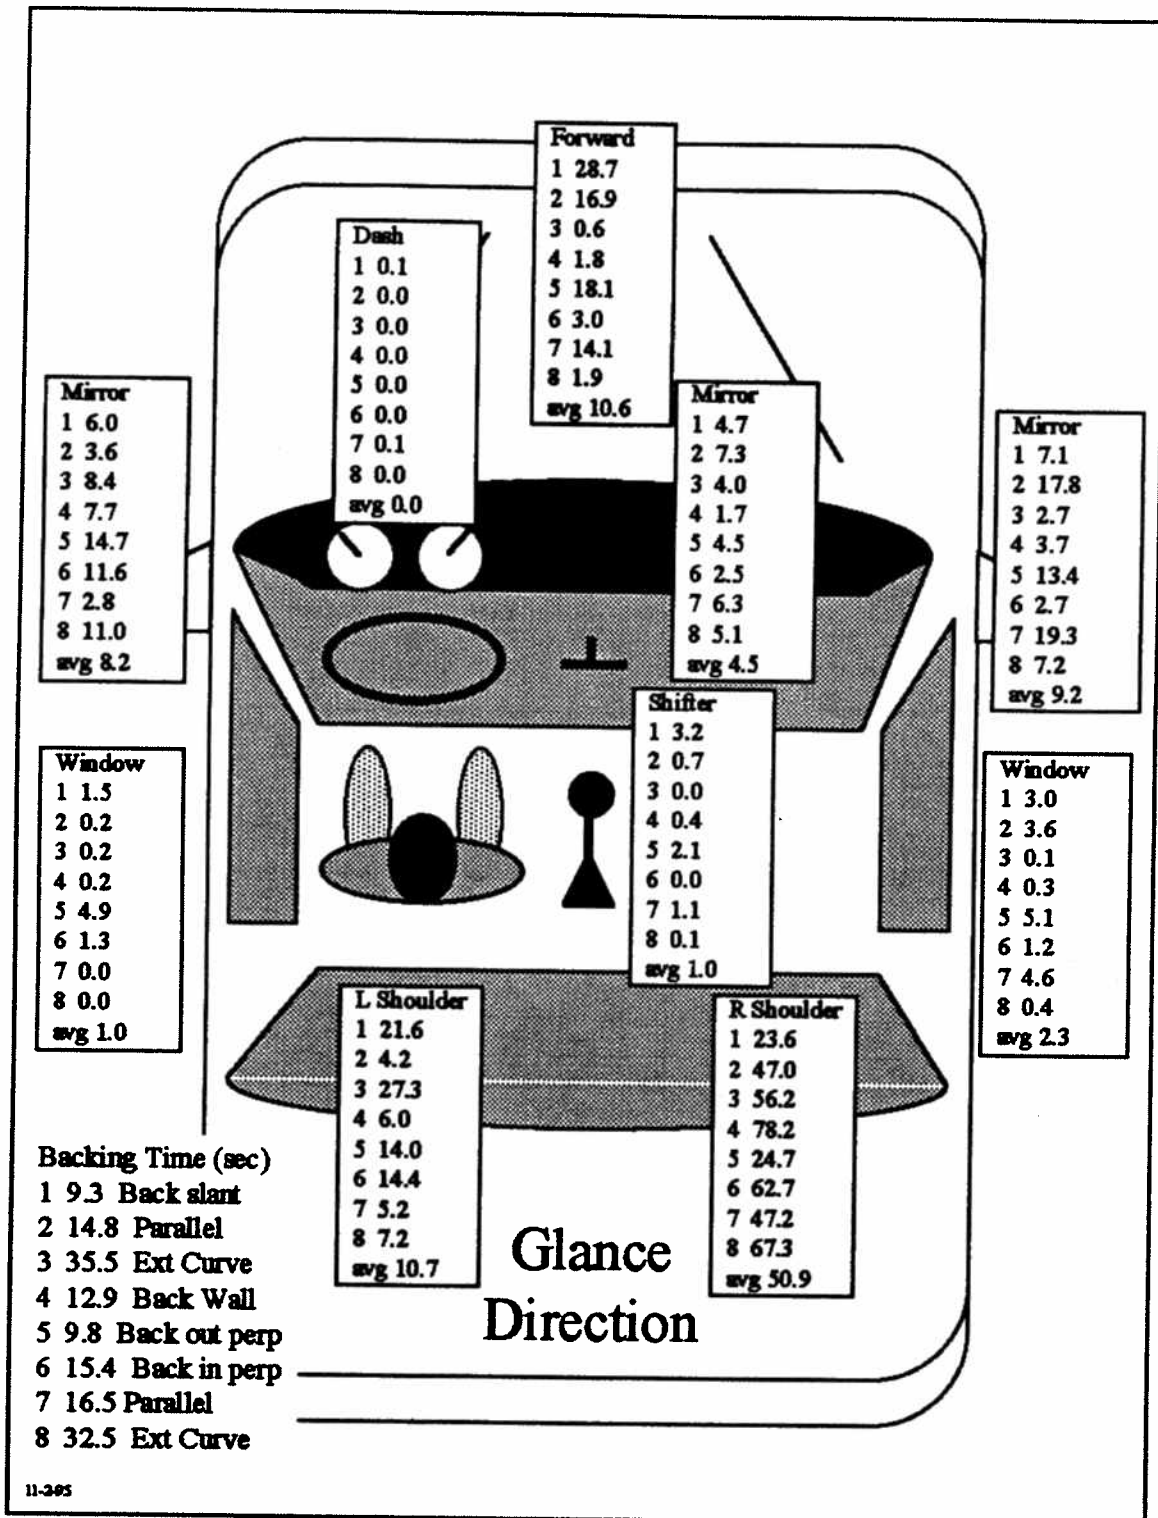 Forward
1 28.7
2 16.9
3 0.6
4 1.8
5 18.1
6 3.0
7 14.1
8 1.9
avg 10.6
Dash
1 0.1
2 0.0
3 0.0
4 0.0
5 0.0
6 0.0
7 0.1
8 0.0
avg 0.0
Mirror
1 6.0
2 3.6
3 8.4
4 7.7
5 14.7
6 11.6
7 2.8
8 11.0
avg 8.2
Mirror
1 4.7
2 7.3
3 4.0
4 1.7
5 4.5
6 2.5
7 6.3
8 5.1
avg 4.5
Mirror
1 7.1
2 17.8
3 2.7
4 3.7
5 13.4
6 2.7
7 19.3
8 7.2
avg 9.2
Shifter
1 3.2
2 0.7
3 0.0
4 0.4
5 2.1
6 0.0
7 1.1
8 0.1
avg 1.0
Window
1 1.5
2 0.2
3 0.2
4 0.2
5 4.9
6 1.3
7 0.0
8 0.0
avg 1.0
Window
1 3.0
2 3.6
3 0.1
4 0.3
5 5.1
6 1.2
7 4.6
8 0.4
avg 2.3
L Shoulder
1 21.6
2 4.2
3 27.3
4 6.0
5 14.0
6 14.4
7 5.2
8 7.2
avg 10.7
R Shoulder
1 23.6
2 47.0
3 56.2
4 78.2
5 24.7
6 62.7
7 47.2
8 67.3
avg 50.9
Backing Time (sec)
1 9.3 Back slant
2 14.8 Parallel
3 35.5 Ext Curve
4 12.9 Back Wall
5 9.8 Back out perp
6 15.4 Back in perp
7 16.5 Parallel
8 32.5 Ext Curve
Glance
Direction
11-2-95